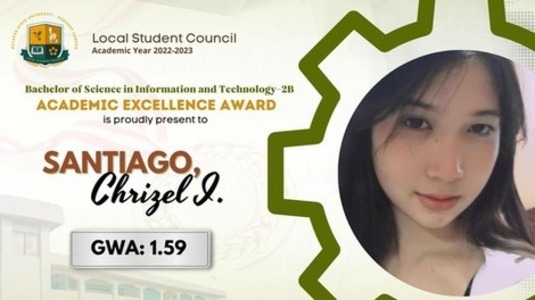 Local Student Council
Academic Year 2022-2023
Bachelor of Science in Information and Technology-2B
ACADEMIC EXCELLENCE AWARD
is proudly present to
SANTIAGO,
Chrizel I.
GWA: 1.59